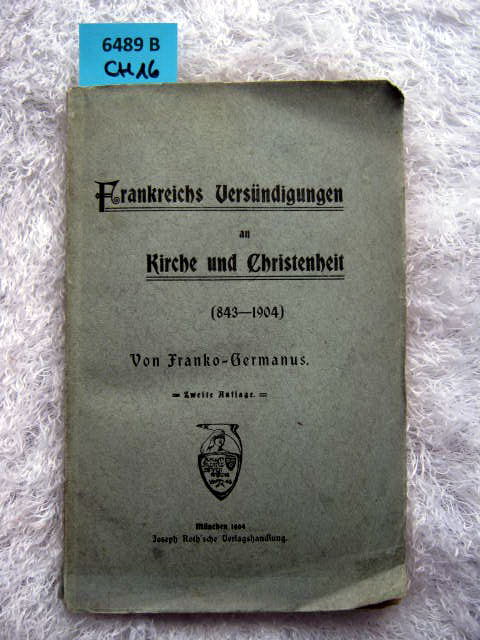 6489 B
CH 16
Frankreichs Versündigungen
an
Kirche und Christenheit
(843—1904)
Von Franko-Germanus.
= Zweite Auflage. =
München 1904
Joseph Roth'sche Verlagshandlung.